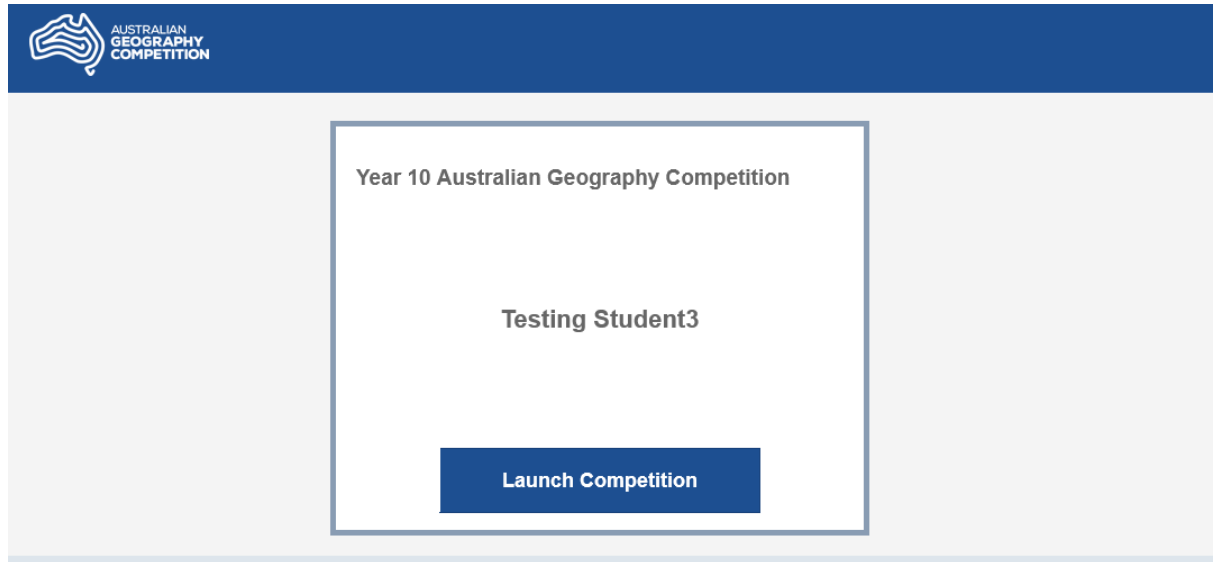 AUSTRALIAN
GEOGRAPHY
COMPETITION
Year 10 Australian Geography Competition
Testing Student3
Launch Competition